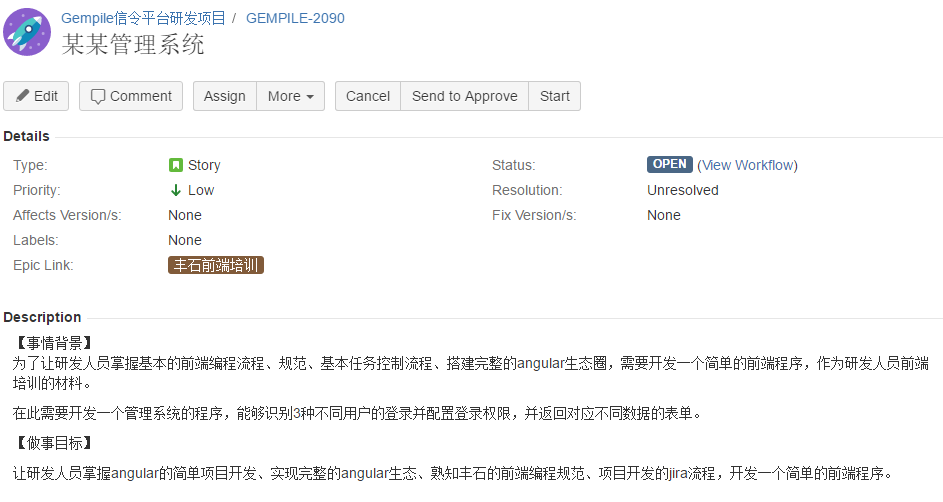 Gempile信令平台研发项目 / GEMPILE-2090
某某管理系统
Edit Comment Assign More Cancel Send to Approve Start
Details
Type: Story Status: OPEN (View Workflow)
Priority: Low Resolution: Unresolved
Affects Version/s: None Fix Version/s: None
Labels: None
Epic Link: 丰石前端培训
Description
【事情背景】
为了让研发人员掌握基本的前端编程流程、规范、基本任务控制流程、搭建完整的angular生态圈，需要开发一个简单的前端程序，作为研发人员前端
培训的材料。
在此需要开发一个管理系统的程序，能够识别3种不同用户的登录并配置登录权限，并返回对应不同数据的表单。
【做事目标】
让研发人员掌握angular的简单项目开发、实现完整的angular生态、熟知丰石的前端编程规范、项目开发的jira流程，开发一个简单的前端程序。